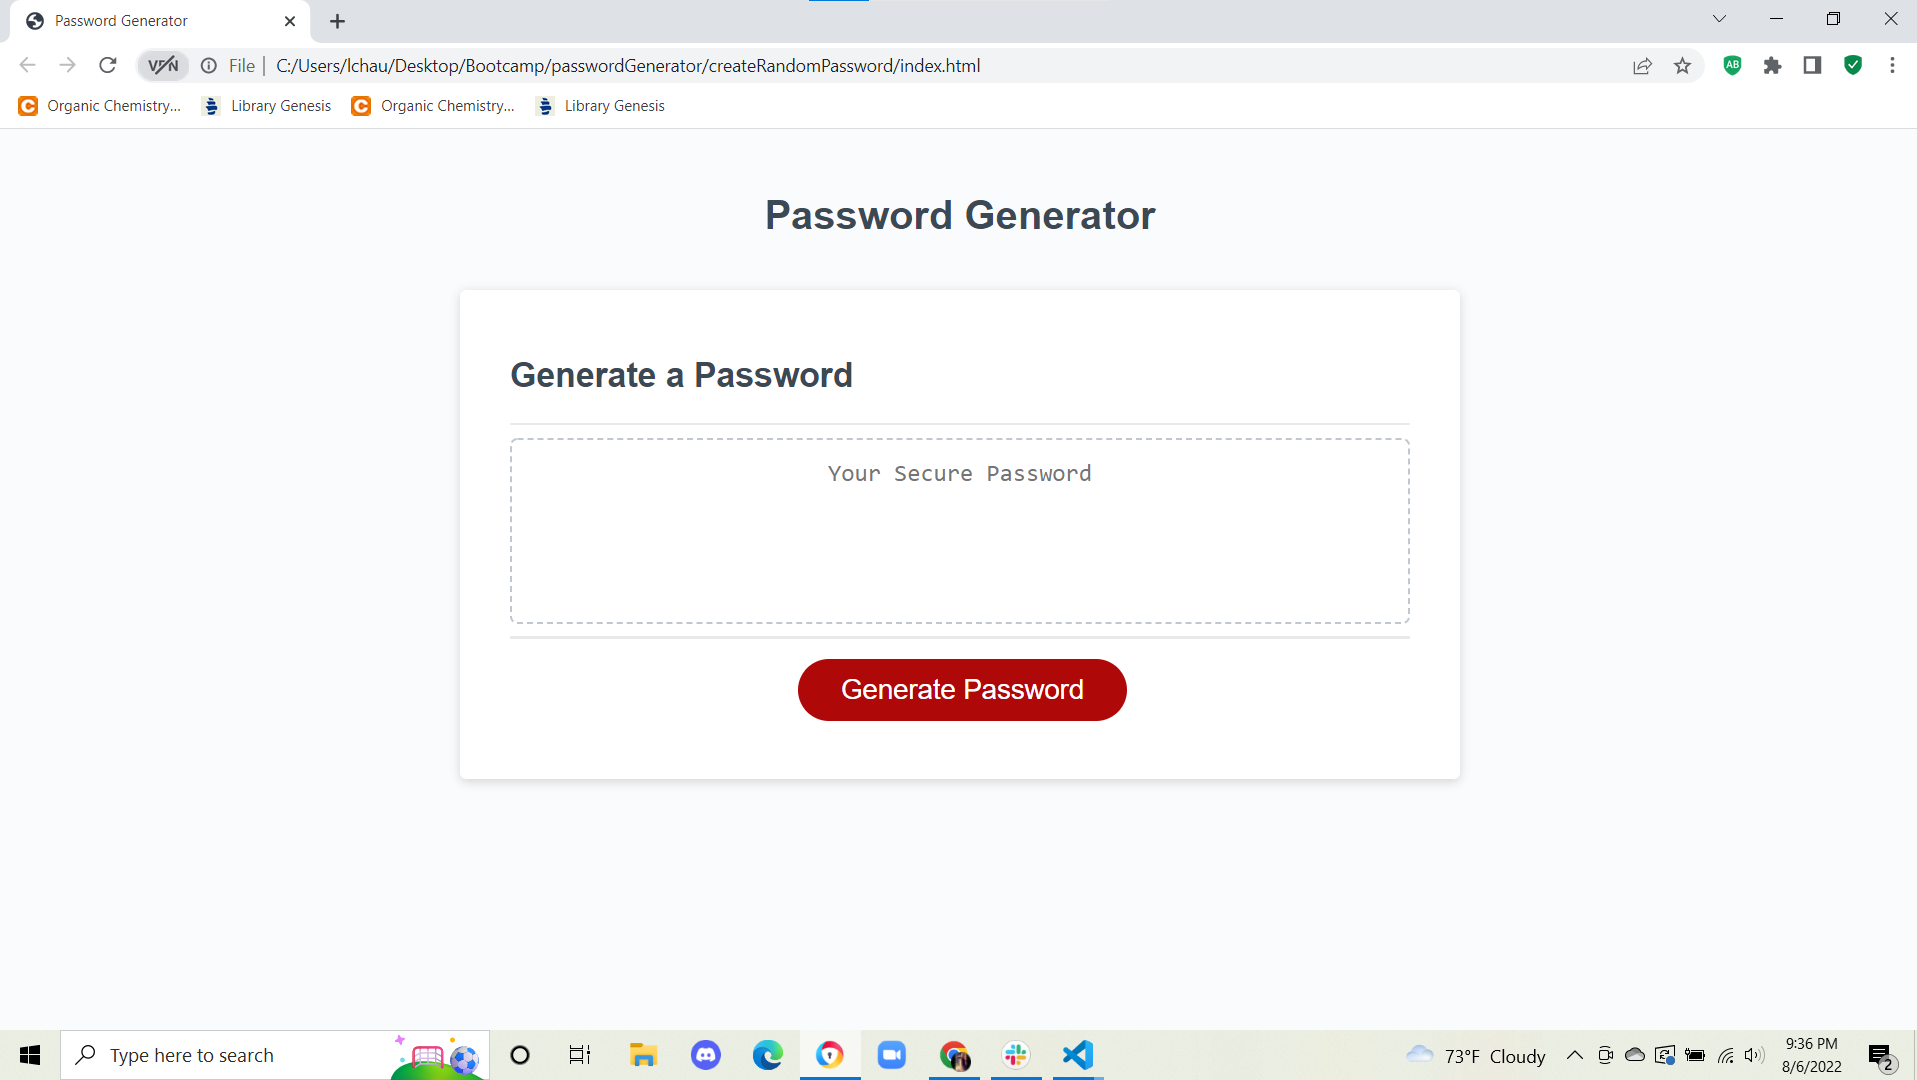 Password Generator
VPN
File
C:/Users/lchau/Desktop/Bootcamp/passwordGenerator/createRandomPassword/index.html
AB
Organic Chemistry...
Library Genesis
Organic Chemistry...
Library Genesis
Password Generator
Generate a Password
Your Secure Password
Generate Password
Type here to search
73°F Cloudy
9:36 PM
8/6/2022
2